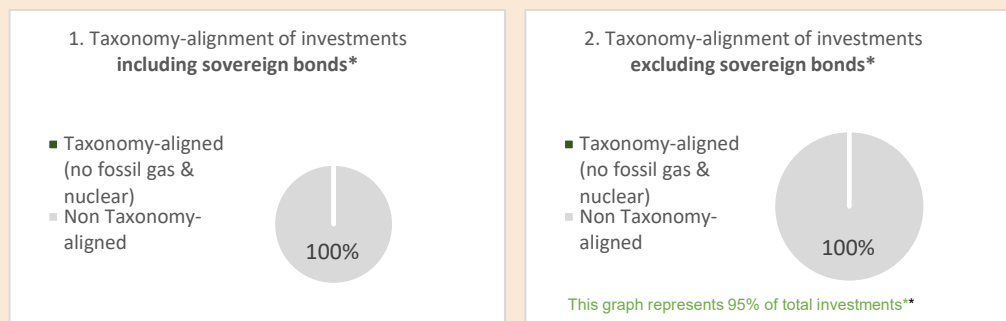 1. Taxonomy-alignment of investments
including sovereign bonds*
Taxonomy-aligned
(no fossil gas &
nuclear)
Non Taxonomy-
aligned
100%
2. Taxonomy-alignment of investments
excluding sovereign bonds*
Taxonomy-aligned
(no fossil gas &
nuclear)
Non Taxonomy-
aligned
100%
This graph represents 95% of total investments**